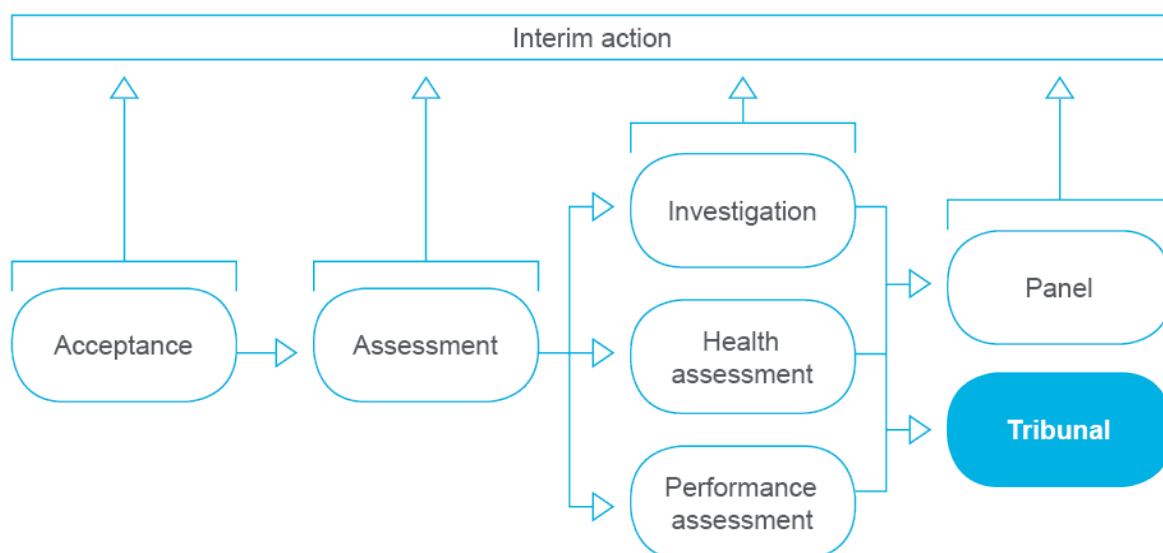 Interim action
Acceptance
Assessment
Investigation
Health
assessment
Performance
assessment
Panel
Tribunal